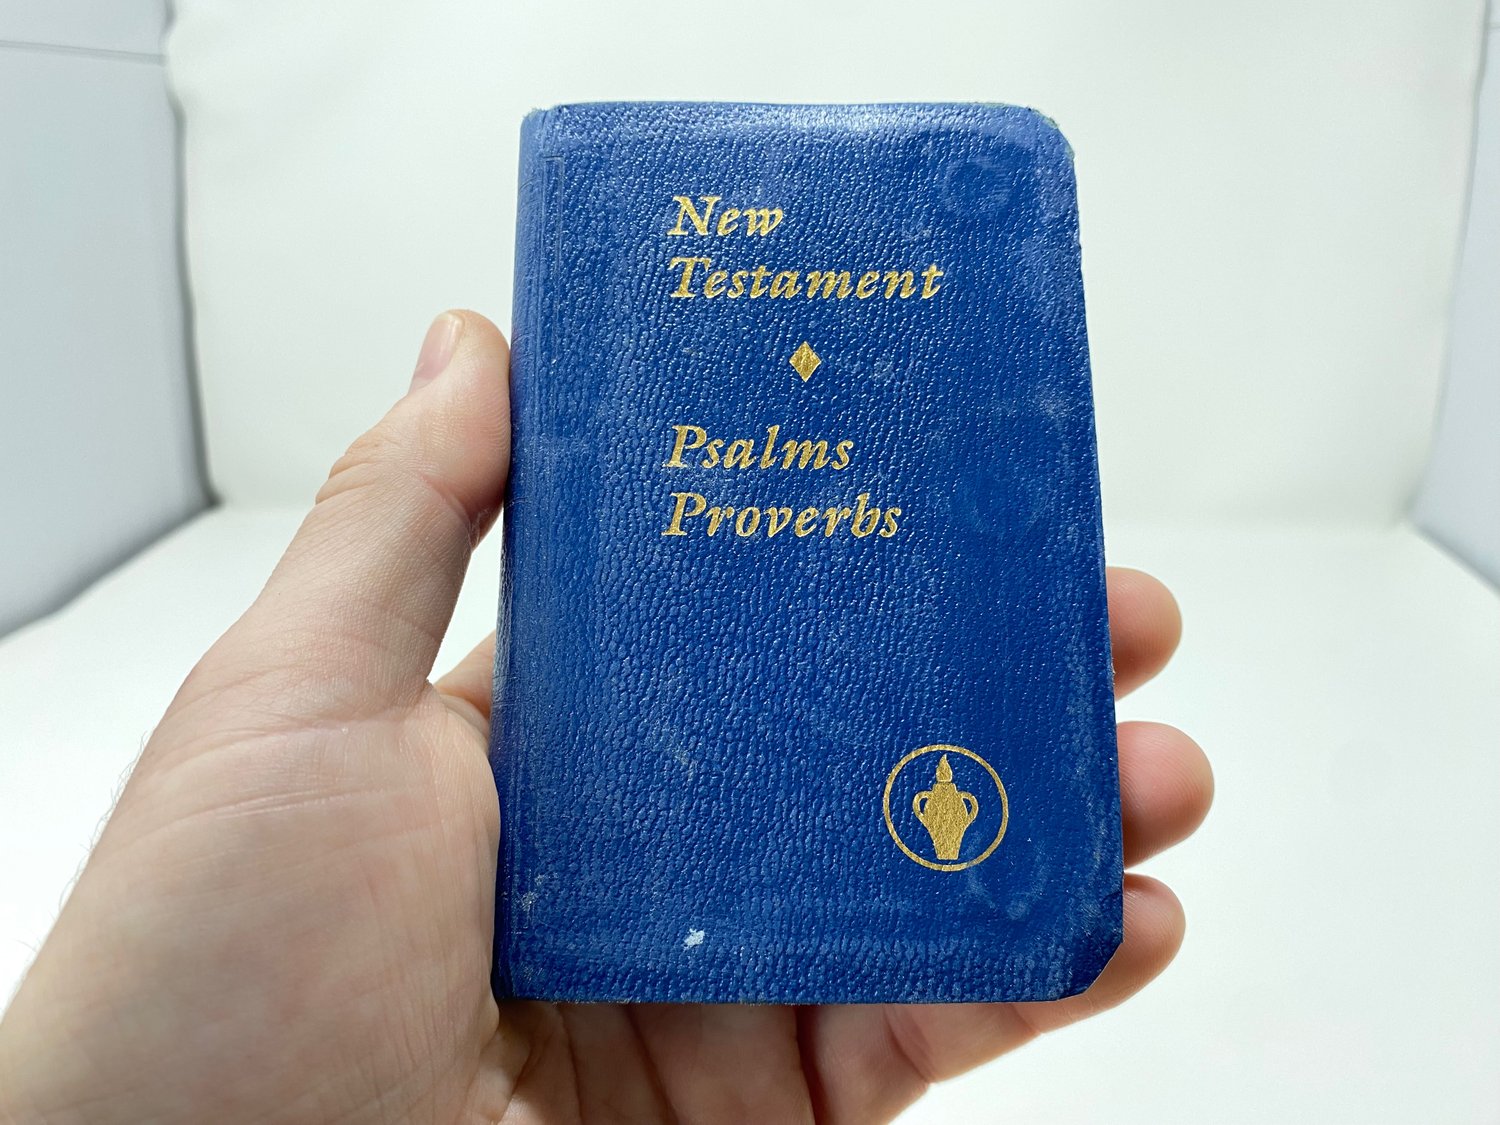 New
Testament
Psalms
Proverbs